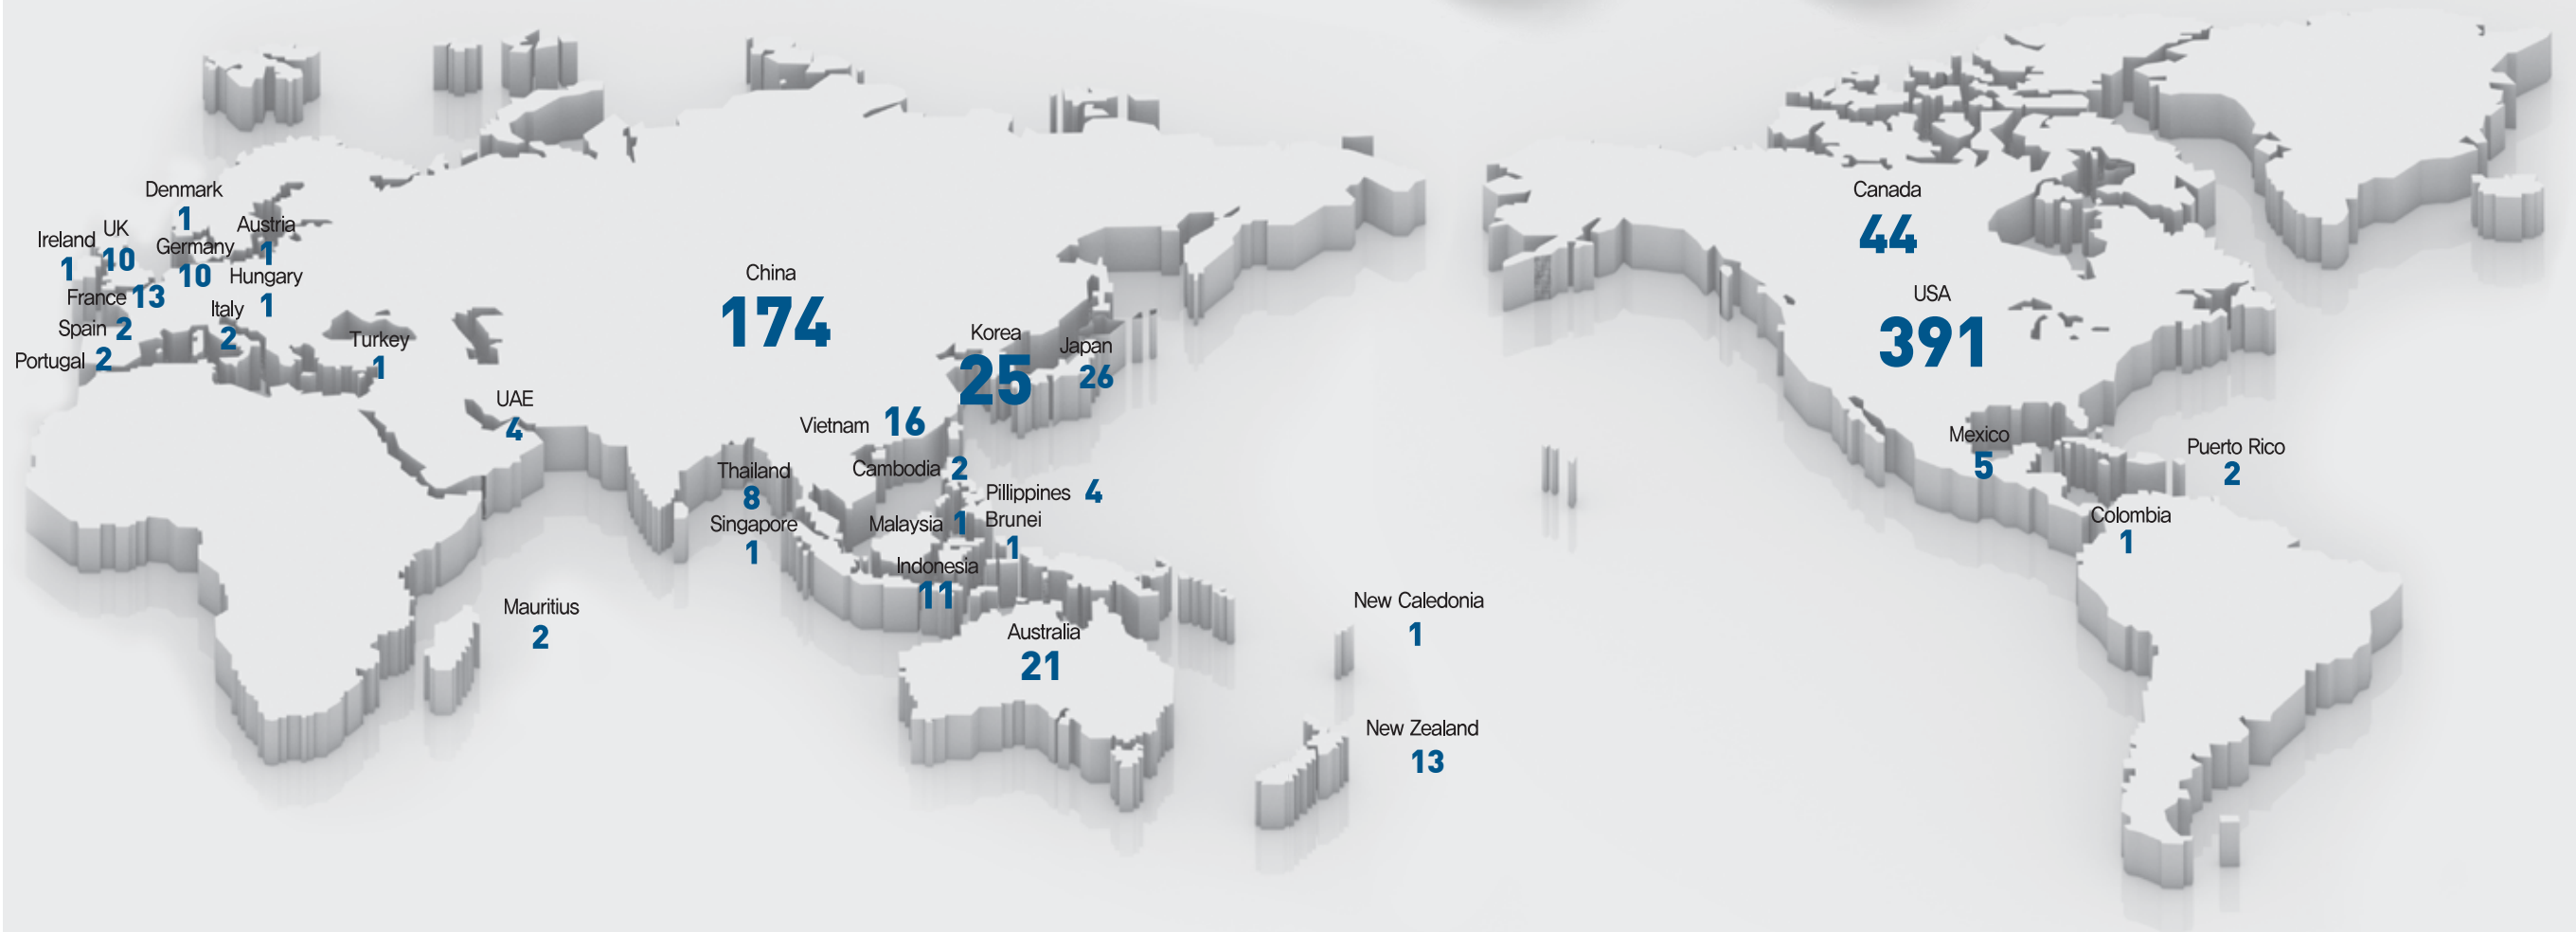 Denmark
1
UK
10
Ireland
1
Austria
1
Germany
10
Hungary
1
France 13
Italy
2
Spain 2
Portugal 2
Turkey
1
UAE
4
Mauritius
2
China
174
Korea
25
Japan
26
Vietnam 16
Cambodia 2
Thailand
8
Pillippines 4
Singapore
1
Malaysia 1
Brunei
1
Indonesia
11
Australia
21
New Caledonia
1
New Zealand
13
Canada
44
USA
391
Mexico
5
Puerto Rico
2
Colombia
1